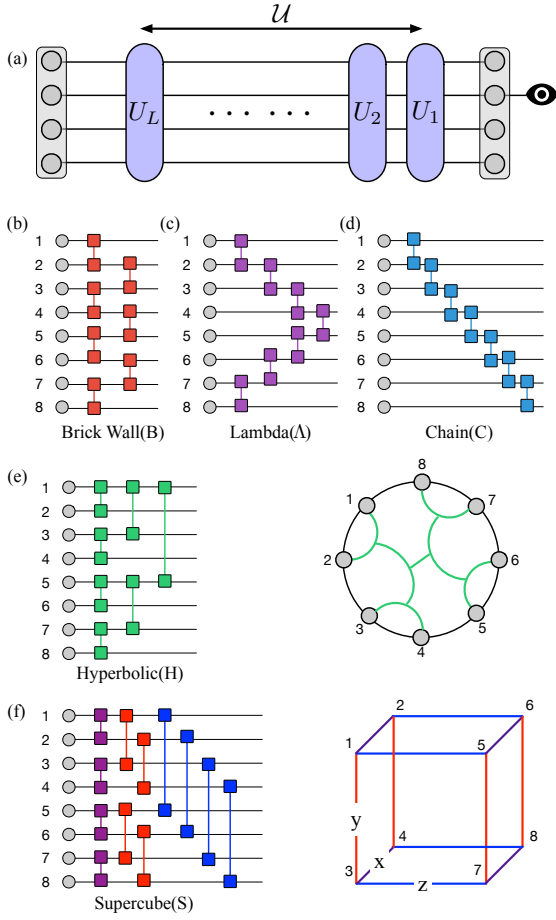 𝒰
(a)
U_L ...... U_2 U_1
(b) (c) (d)
1 1 1
2 2 2
3 3 3
4 4 4
5 5 5
6 6 6
7 7 7
8 8 8
Brick Wall(B) Lambda(Λ) Chain(C)
(e)
1
2
3
4
5
6
7
8
Hyperbolic(H)
8
1 7
2 6
3 5
4
(f)
1
2
3
4
5
6
7
8
Supercube(S)
2 6
1 5
y
4 8
x
3 z 7